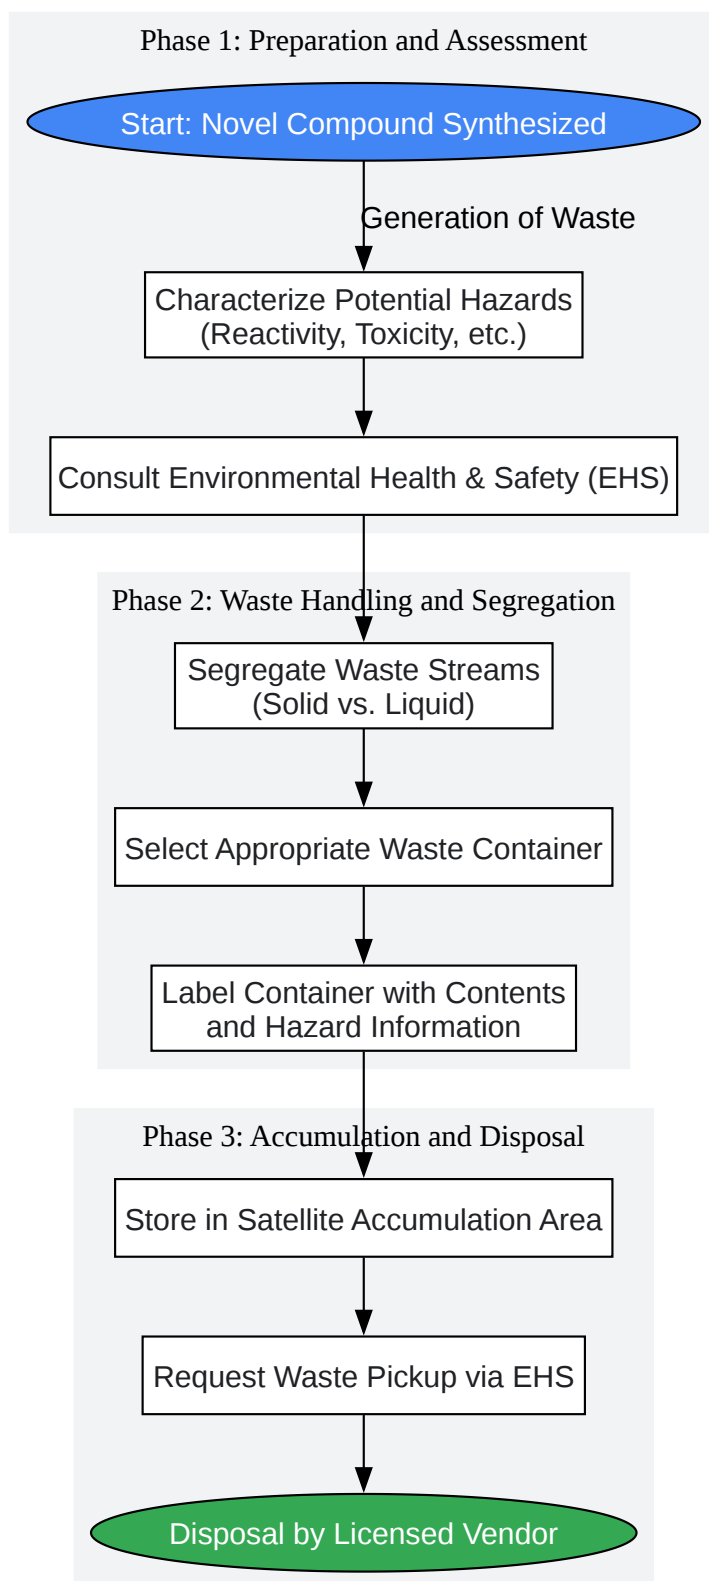 Phase 1: Preparation and Assessment
Start: Novel Compound Synthesized
Generation of Waste
Characterize Potential Hazards
(Reactivity, Toxicity, etc.)
Consult Environmental Health & Safety (EHS)
Phase 2: Waste Handling and Segregation
Segregate Waste Streams
(Solid vs. Liquid)
Select Appropriate Waste Container
Label Container with Contents
and Hazard Information
Phase 3: Accumulation and Disposal
Store in Satellite Accumulation Area
Request Waste Pickup via EHS
Disposal by Licensed Vendor